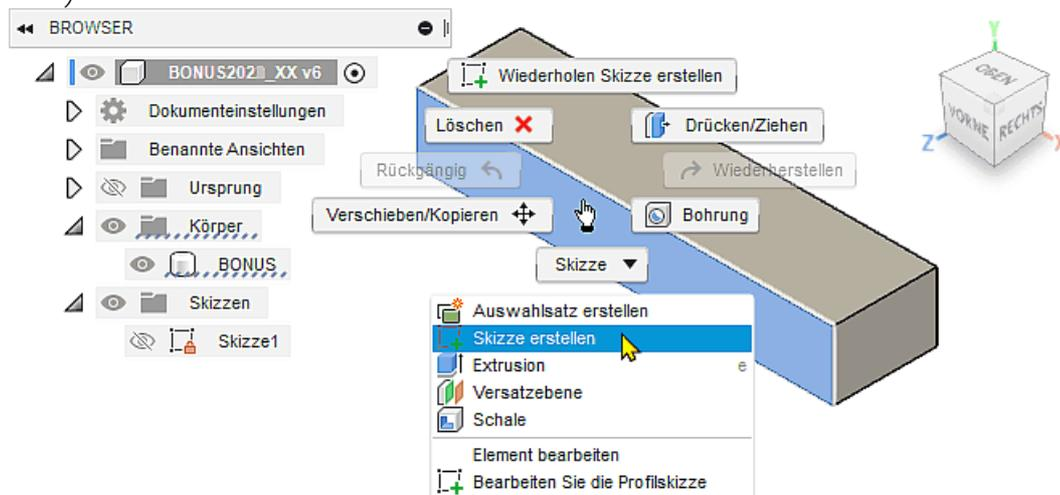 BROWSER
BONUS202 _XX v6
Dokumenteinstellungen
Benannte Ansichten
Ursprung
Körper
BONUS
Skizzen
Skizze1
Wiederholen Skizze erstellen
Löschen
Drücken/Ziehen
Rückgängig
Wiederherstellen
Verschieben/Kopieren
Bohrung
Skizze
Auswahlsatz erstellen
Skizze erstellen
Extrusion e
Versatzebene
Schale
Element bearbeiten
Bearbeiten Sie die Profilskizze
Y
OBEN
VORNE
RECHTS
Z
X